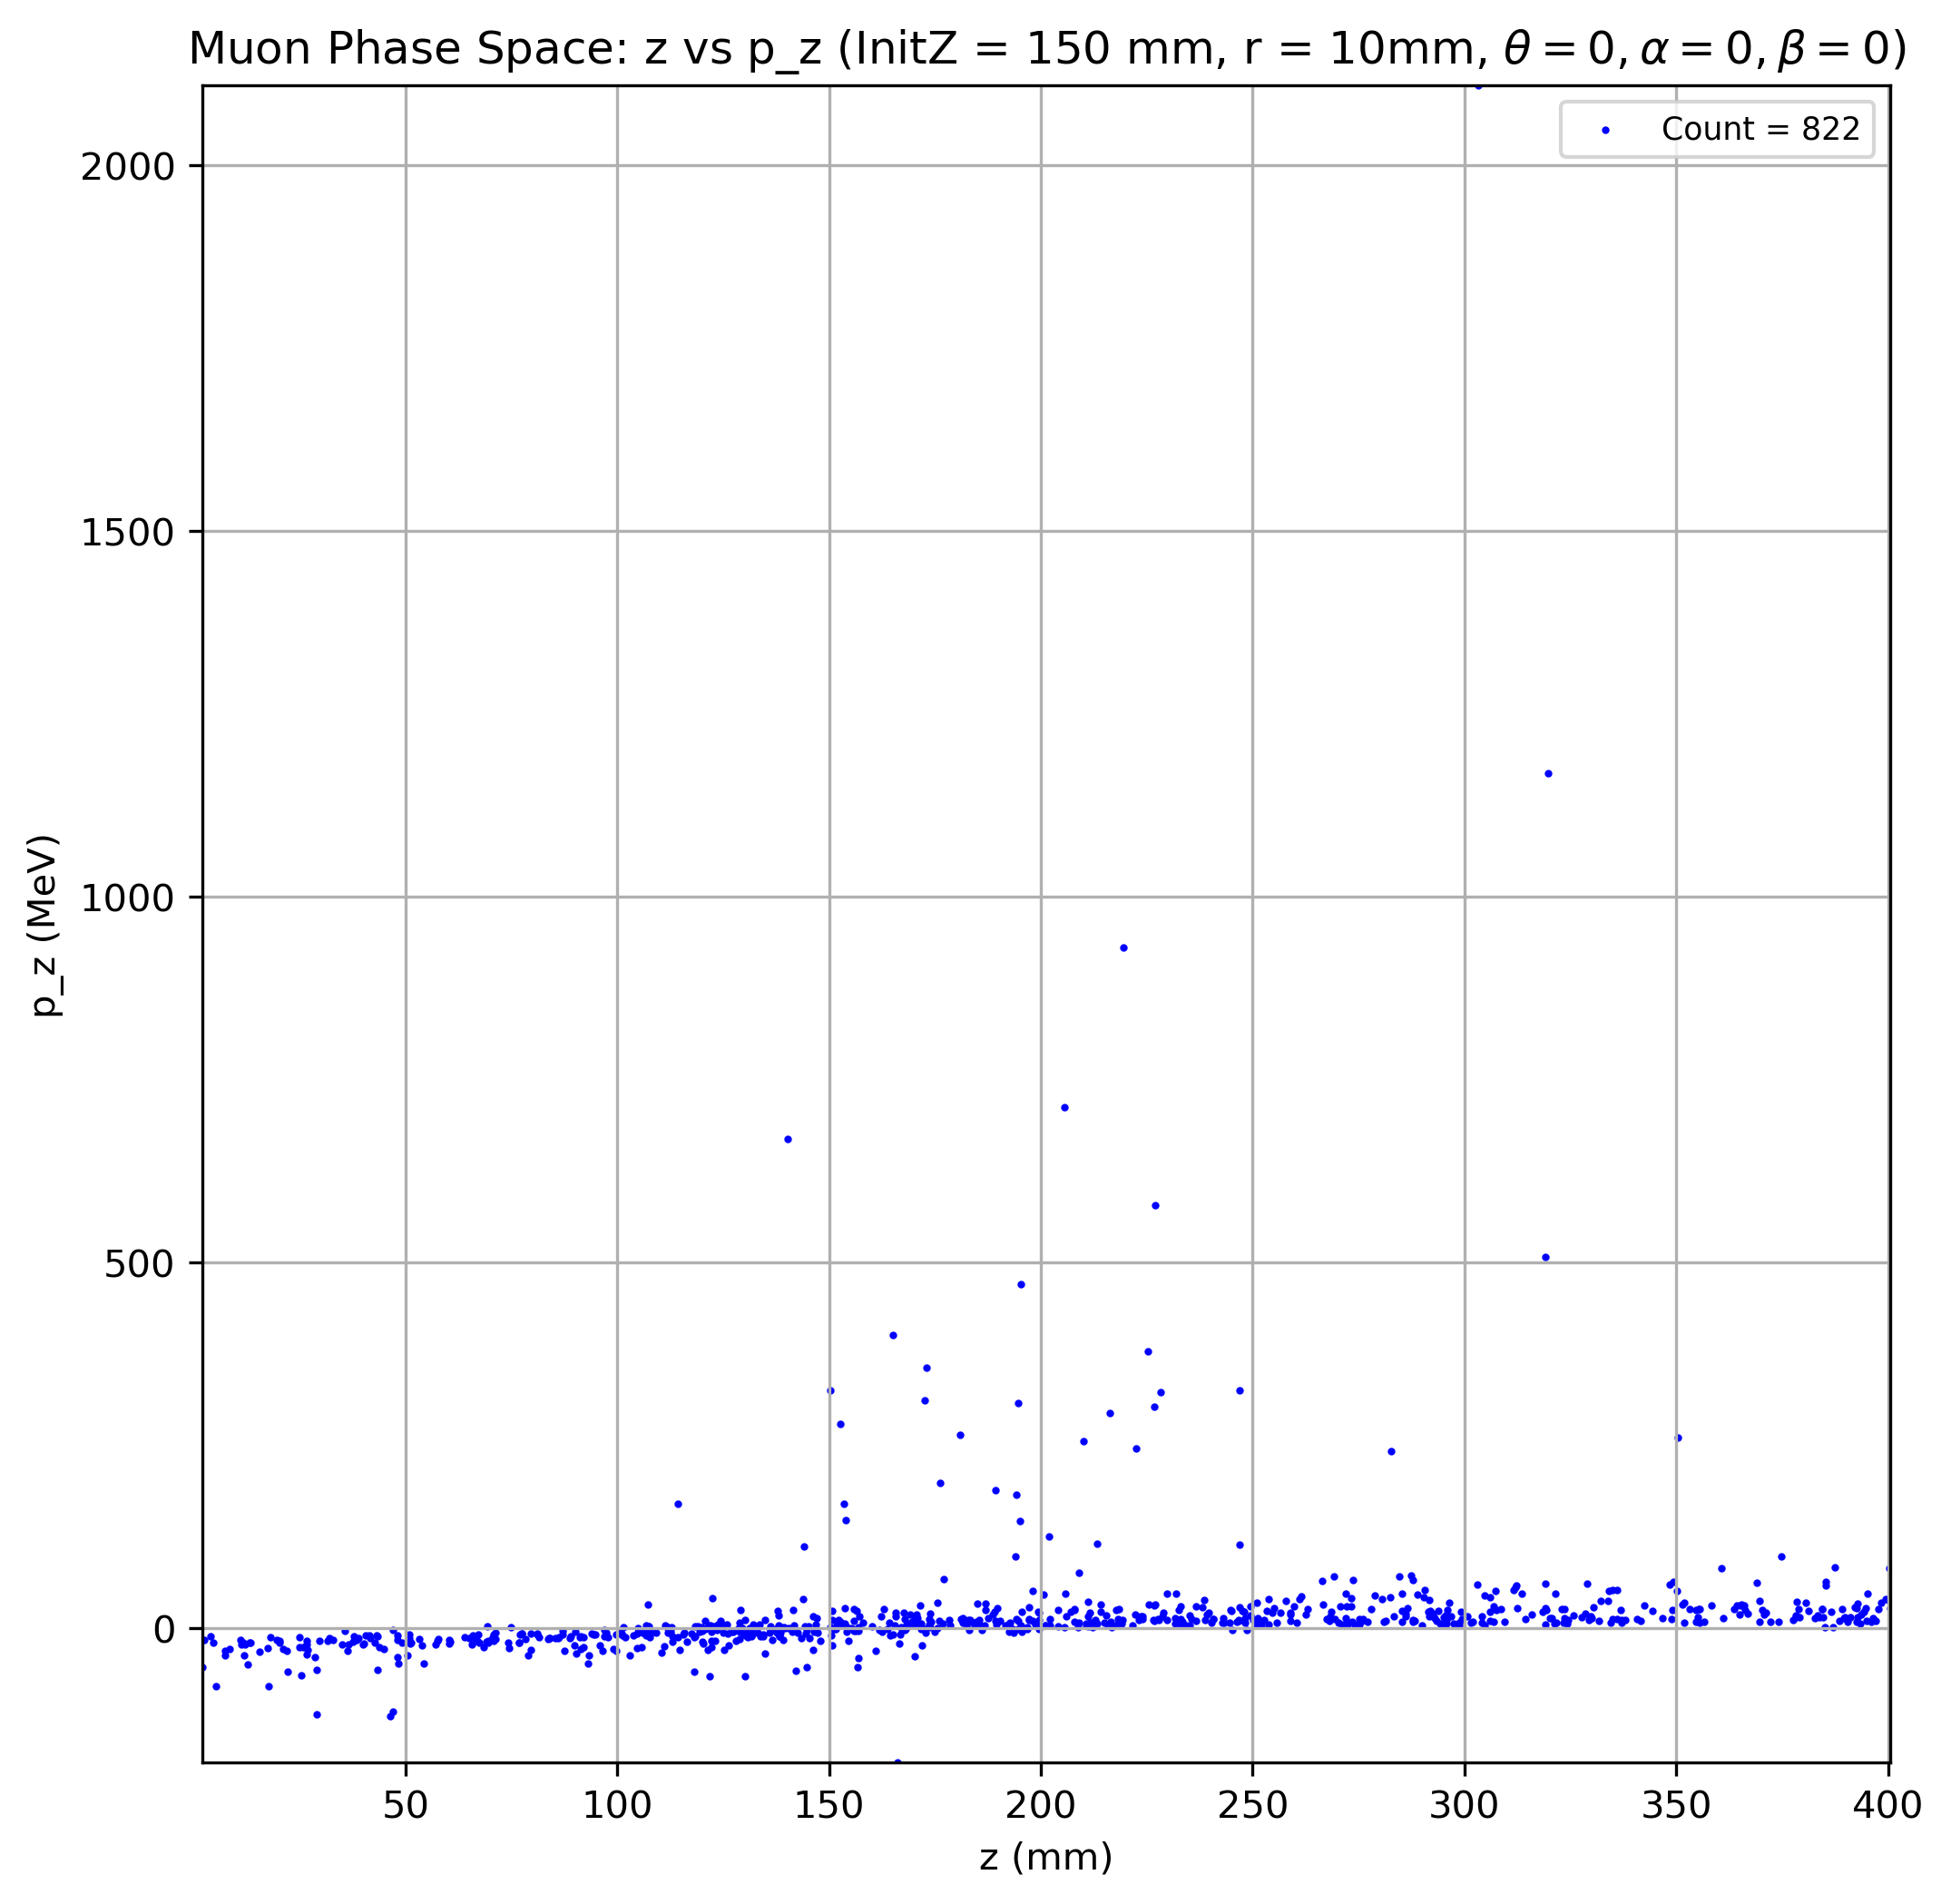 Muon Phase Space: z vs p_z (InitZ = 150 mm, r = 10mm, θ = 0, α = 0, β = 0)
Count = 822
2000
1500
1000
500
0
p_z (MeV)
50 100 150 200 250 300 350 400
z (mm)